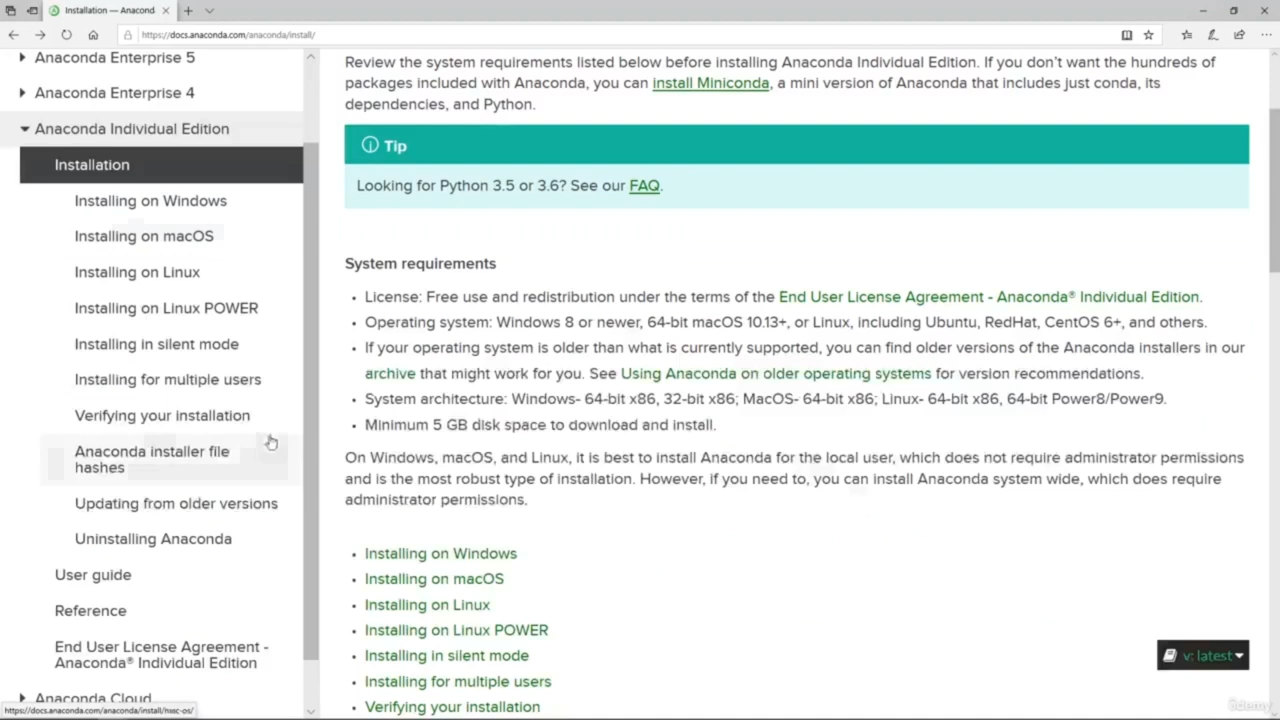 Installation — Anacond
https://docs.anaconda.com/anaconda/install/
Anaconda Enterprise 5
Anaconda Enterprise 4
Anaconda Individual Edition
Installation
Installing on Windows
Installing on macOS
Installing on Linux
Installing on Linux POWER
Installing in silent mode
Installing for multiple users
Verifying your installation
Anaconda installer file
hashes
Updating from older versions
Uninstalling Anaconda
User guide
Reference
End User License Agreement -
Anaconda® Individual Edition
Anaconda Cloud
https://docs.anaconda.com/anaconda/install/mac-os/
Review the system requirements listed below before installing Anaconda Individual Edition. If you don't want the hundreds of
packages included with Anaconda, you can install Miniconda, a mini version of Anaconda that includes just conda, its
dependencies, and Python.
Tip
Looking for Python 3.5 or 3.6? See our FAQ.
System requirements
• License: Free use and redistribution under the terms of the End User License Agreement - Anaconda® Individual Edition.
• Operating system: Windows 8 or newer, 64-bit macOS 10.13+, or Linux, including Ubuntu, RedHat, CentOS 6+, and others.
• If your operating system is older than what is currently supported, you can find older versions of the Anaconda installers in our
archive that might work for you. See Using Anaconda on older operating systems for version recommendations.
• System architecture: Windows- 64-bit x86, 32-bit x86; MacOS- 64-bit x86; Linux- 64-bit x86, 64-bit Power8/Power9.
• Minimum 5 GB disk space to download and install.
On Windows, macOS, and Linux, it is best to install Anaconda for the local user, which does not require administrator permissions
and is the most robust type of installation. However, if you need to, you can install Anaconda system wide, which does require
administrator permissions.
• Installing on Windows
• Installing on macOS
• Installing on Linux
• Installing on Linux POWER
• Installing in silent mode
• Installing for multiple users
• Verifying your installation
v: latest
ûdemy